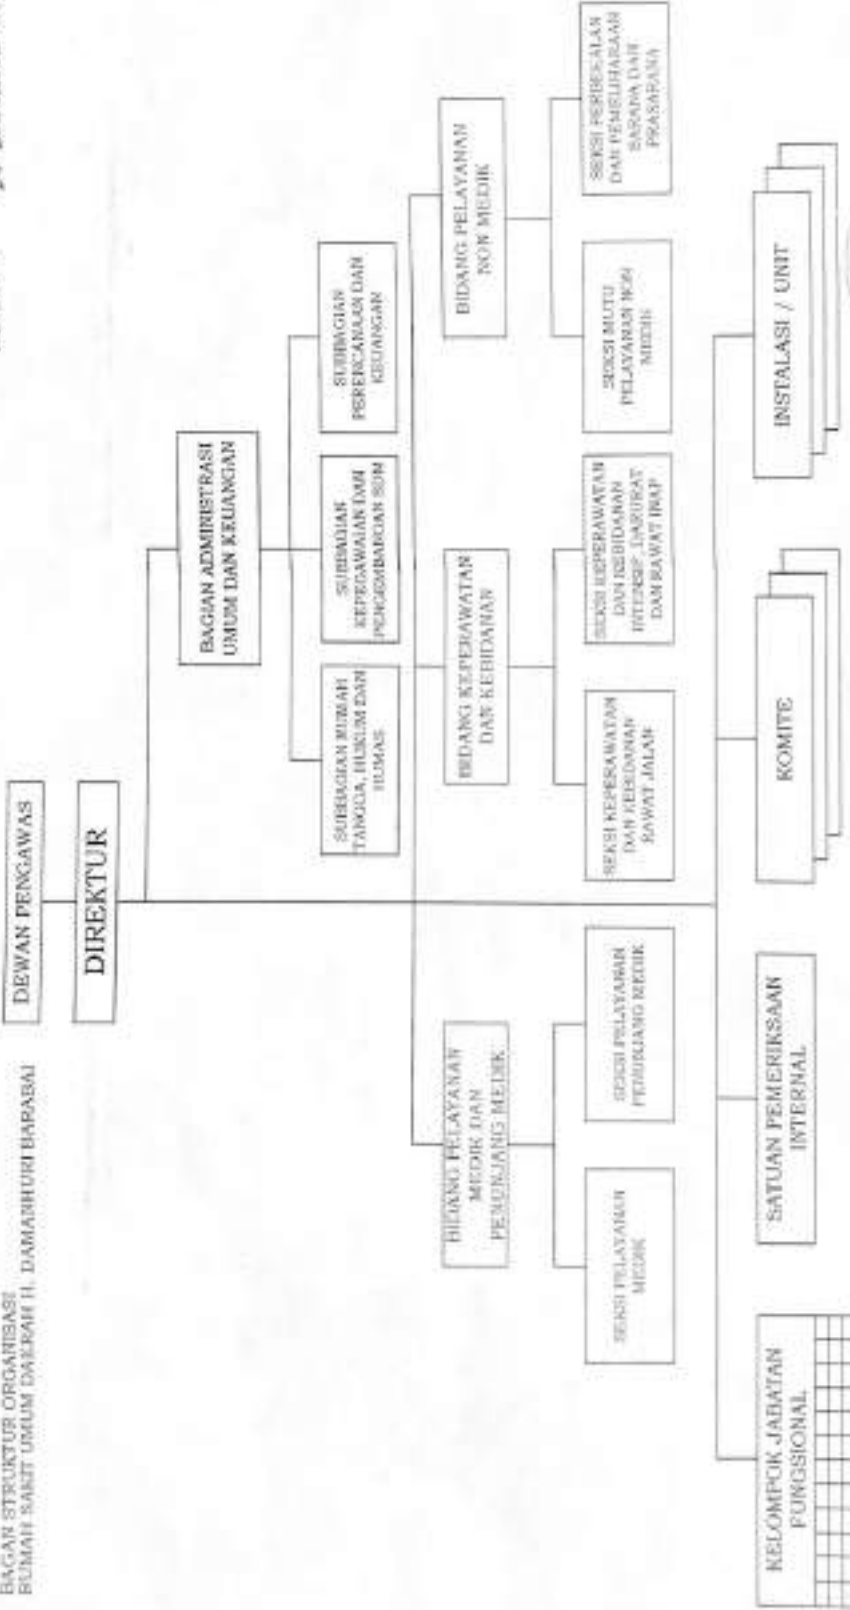 BAGAN STRUKTUR ORGANISASI
RUMAH SAKIT UMUM DAERAH H. DAMANHURI BARABAI
DEWAN PENGAWAS
DIREKTUR
BAGIAN ADMINISTRASI
UMUM DAN KEUANGAN
SUBBAGIAN RUMAH
TANGGA, HUKUM DAN
HUMAS
SUBBAGIAN
KEPEGAWAIAN DAN
PENGEMBANGAN SDM
SUBBAGIAN
PERENCANAAN DAN
KEUANGAN
BIDANG PELAYANAN
MEDIK DAN
PENUNJANG MEDIK
BIDANG KEPERAWATAN
DAN KEBIDANAN
BIDANG PELAYANAN
NON MEDIK
SEKSI PELAYANAN
MEDIK
SEKSI PELAYANAN
PENUNJANG MEDIK
SEKSI KEPERAWATAN
DAN KEBIDANAN
RAWAT JALAN
SEKSI KEPERAWATAN
DAN KEBIDANAN
INTENSIF, DARURAT
DAN RAWAT INAP
SEKSI MUTU
PELAYANAN NON
MEDIK
SEKSI PERBEKALAN
DAN PEMELIHARAAN
SARANA DAN
PRASARANA
KELOMPOK JABATAN
FUNGSIONAL
SATUAN PEMERIKSAAN
INTERNAL
KOMITE
INSTALASI / UNIT